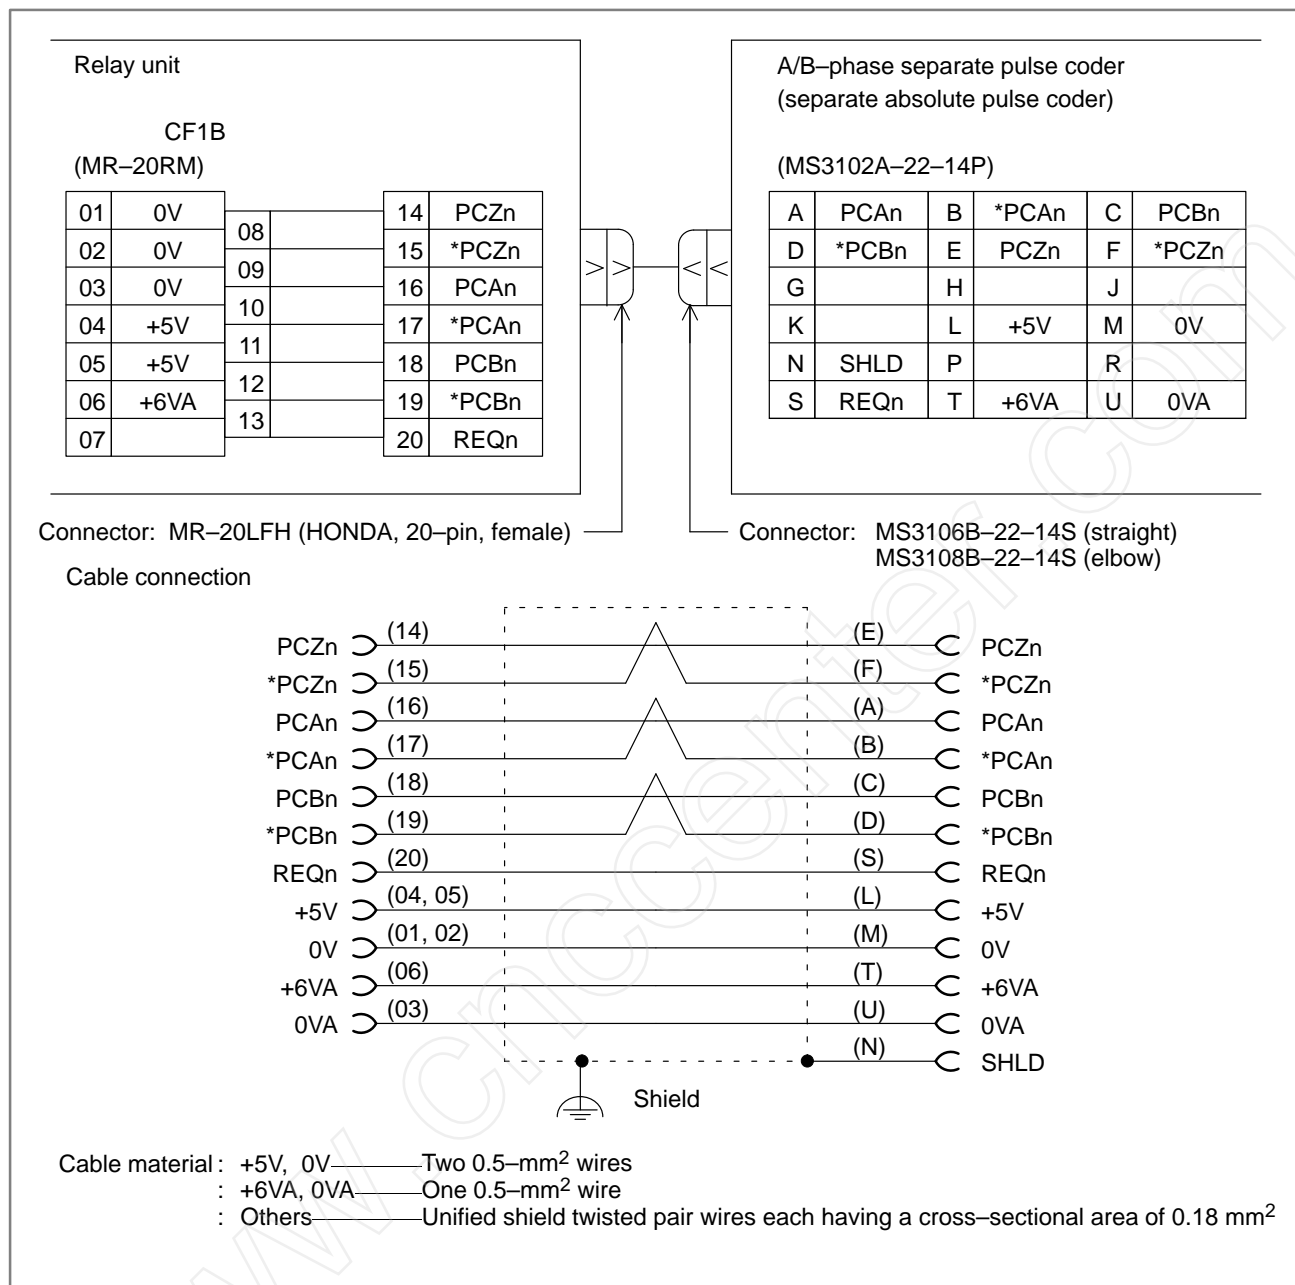 Relay unit
CF1B
(MR–20RM)
01 0V 14 PCZn
08
02 0V 15 *PCZn
09
03 0V 16 PCAn
10
04 +5V 17 *PCAn
11
05 +5V 18 PCBn
12
06 +6VA 19 *PCBn
13
07 20 REQn
A/B–phase separate pulse coder
(separate absolute pulse coder)
(MS3102A–22–14P)
A PCAn B *PCAn C PCBn
D *PCBn E PCZn F *PCZn
G H J
K L +5V M 0V
N SHLD P R
S REQn T +6VA U 0VA
Connector: MR–20LFH (HONDA, 20–pin, female)
Connector: MS3106B–22–14S (straight)
MS3108B–22–14S (elbow)
Cable connection
PCZn (14) (E) PCZn
*PCZn (15) (F) *PCZn
PCAn (16) (A) PCAn
*PCAn (17) (B) *PCAn
PCBn (18) (C) PCBn
*PCBn (19) (D) *PCBn
REQn (20) (S) REQn
+5V (04, 05) (L) +5V
0V (01, 02) (M) 0V
+6VA (06) (T) +6VA
0VA (03) (U) 0VA
(N) SHLD
Shield
Cable material : +5V, 0V Two 0.5–mm2 wires
: +6VA, 0VA One 0.5–mm2 wire
: Others Unified shield twisted pair wires each having a cross–sectional area of 0.18 mm2
www.cnccenter.com